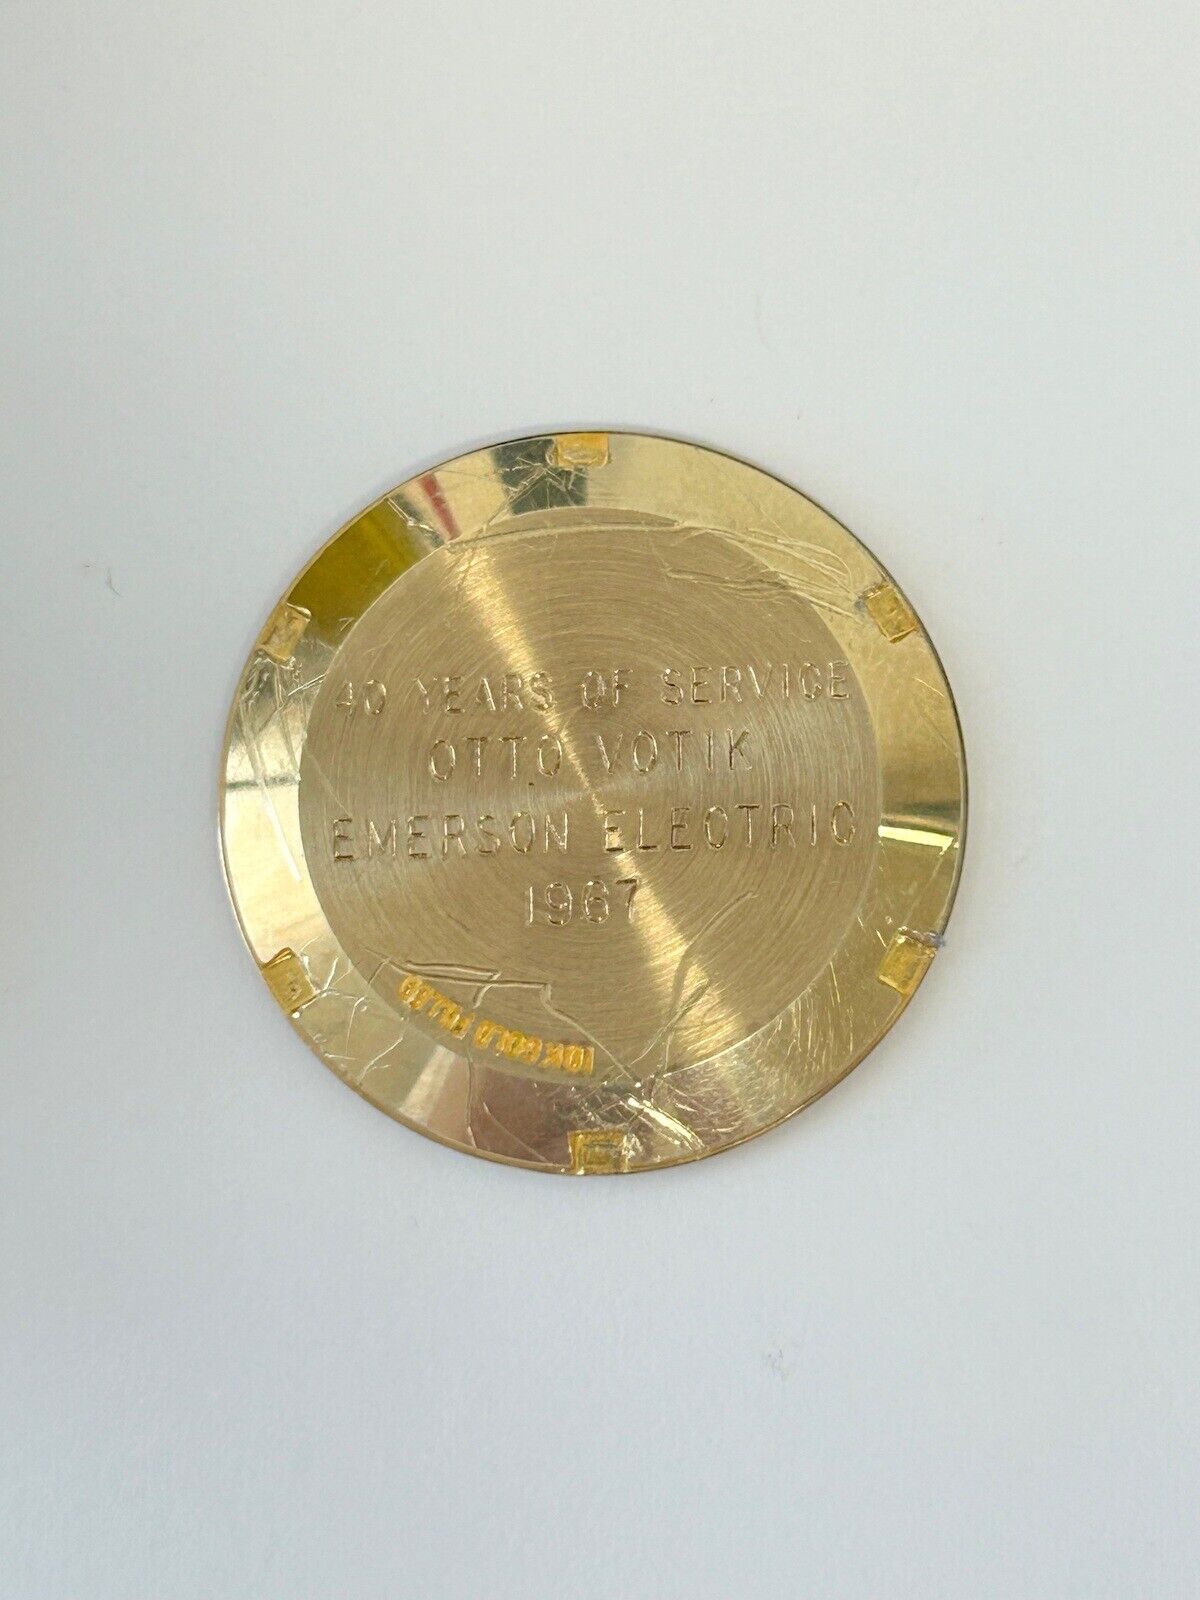 40 YEARS OF SERVICE
OTTO VOTIK
EMERSON ELECTRIC
1967
10K GOLD FILLED